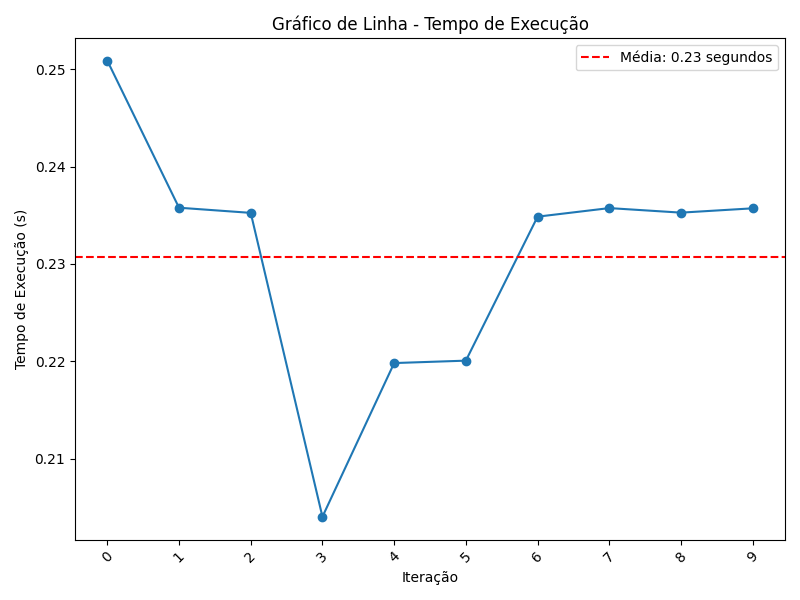 Gráfico de Linha - Tempo de Execução
Média: 0.23 segundos
Tempo de Execução (s)
0.25
0.24
0.23
0.22
0.21
0 1 2 3 4 5 6 7 8 9
Iteração